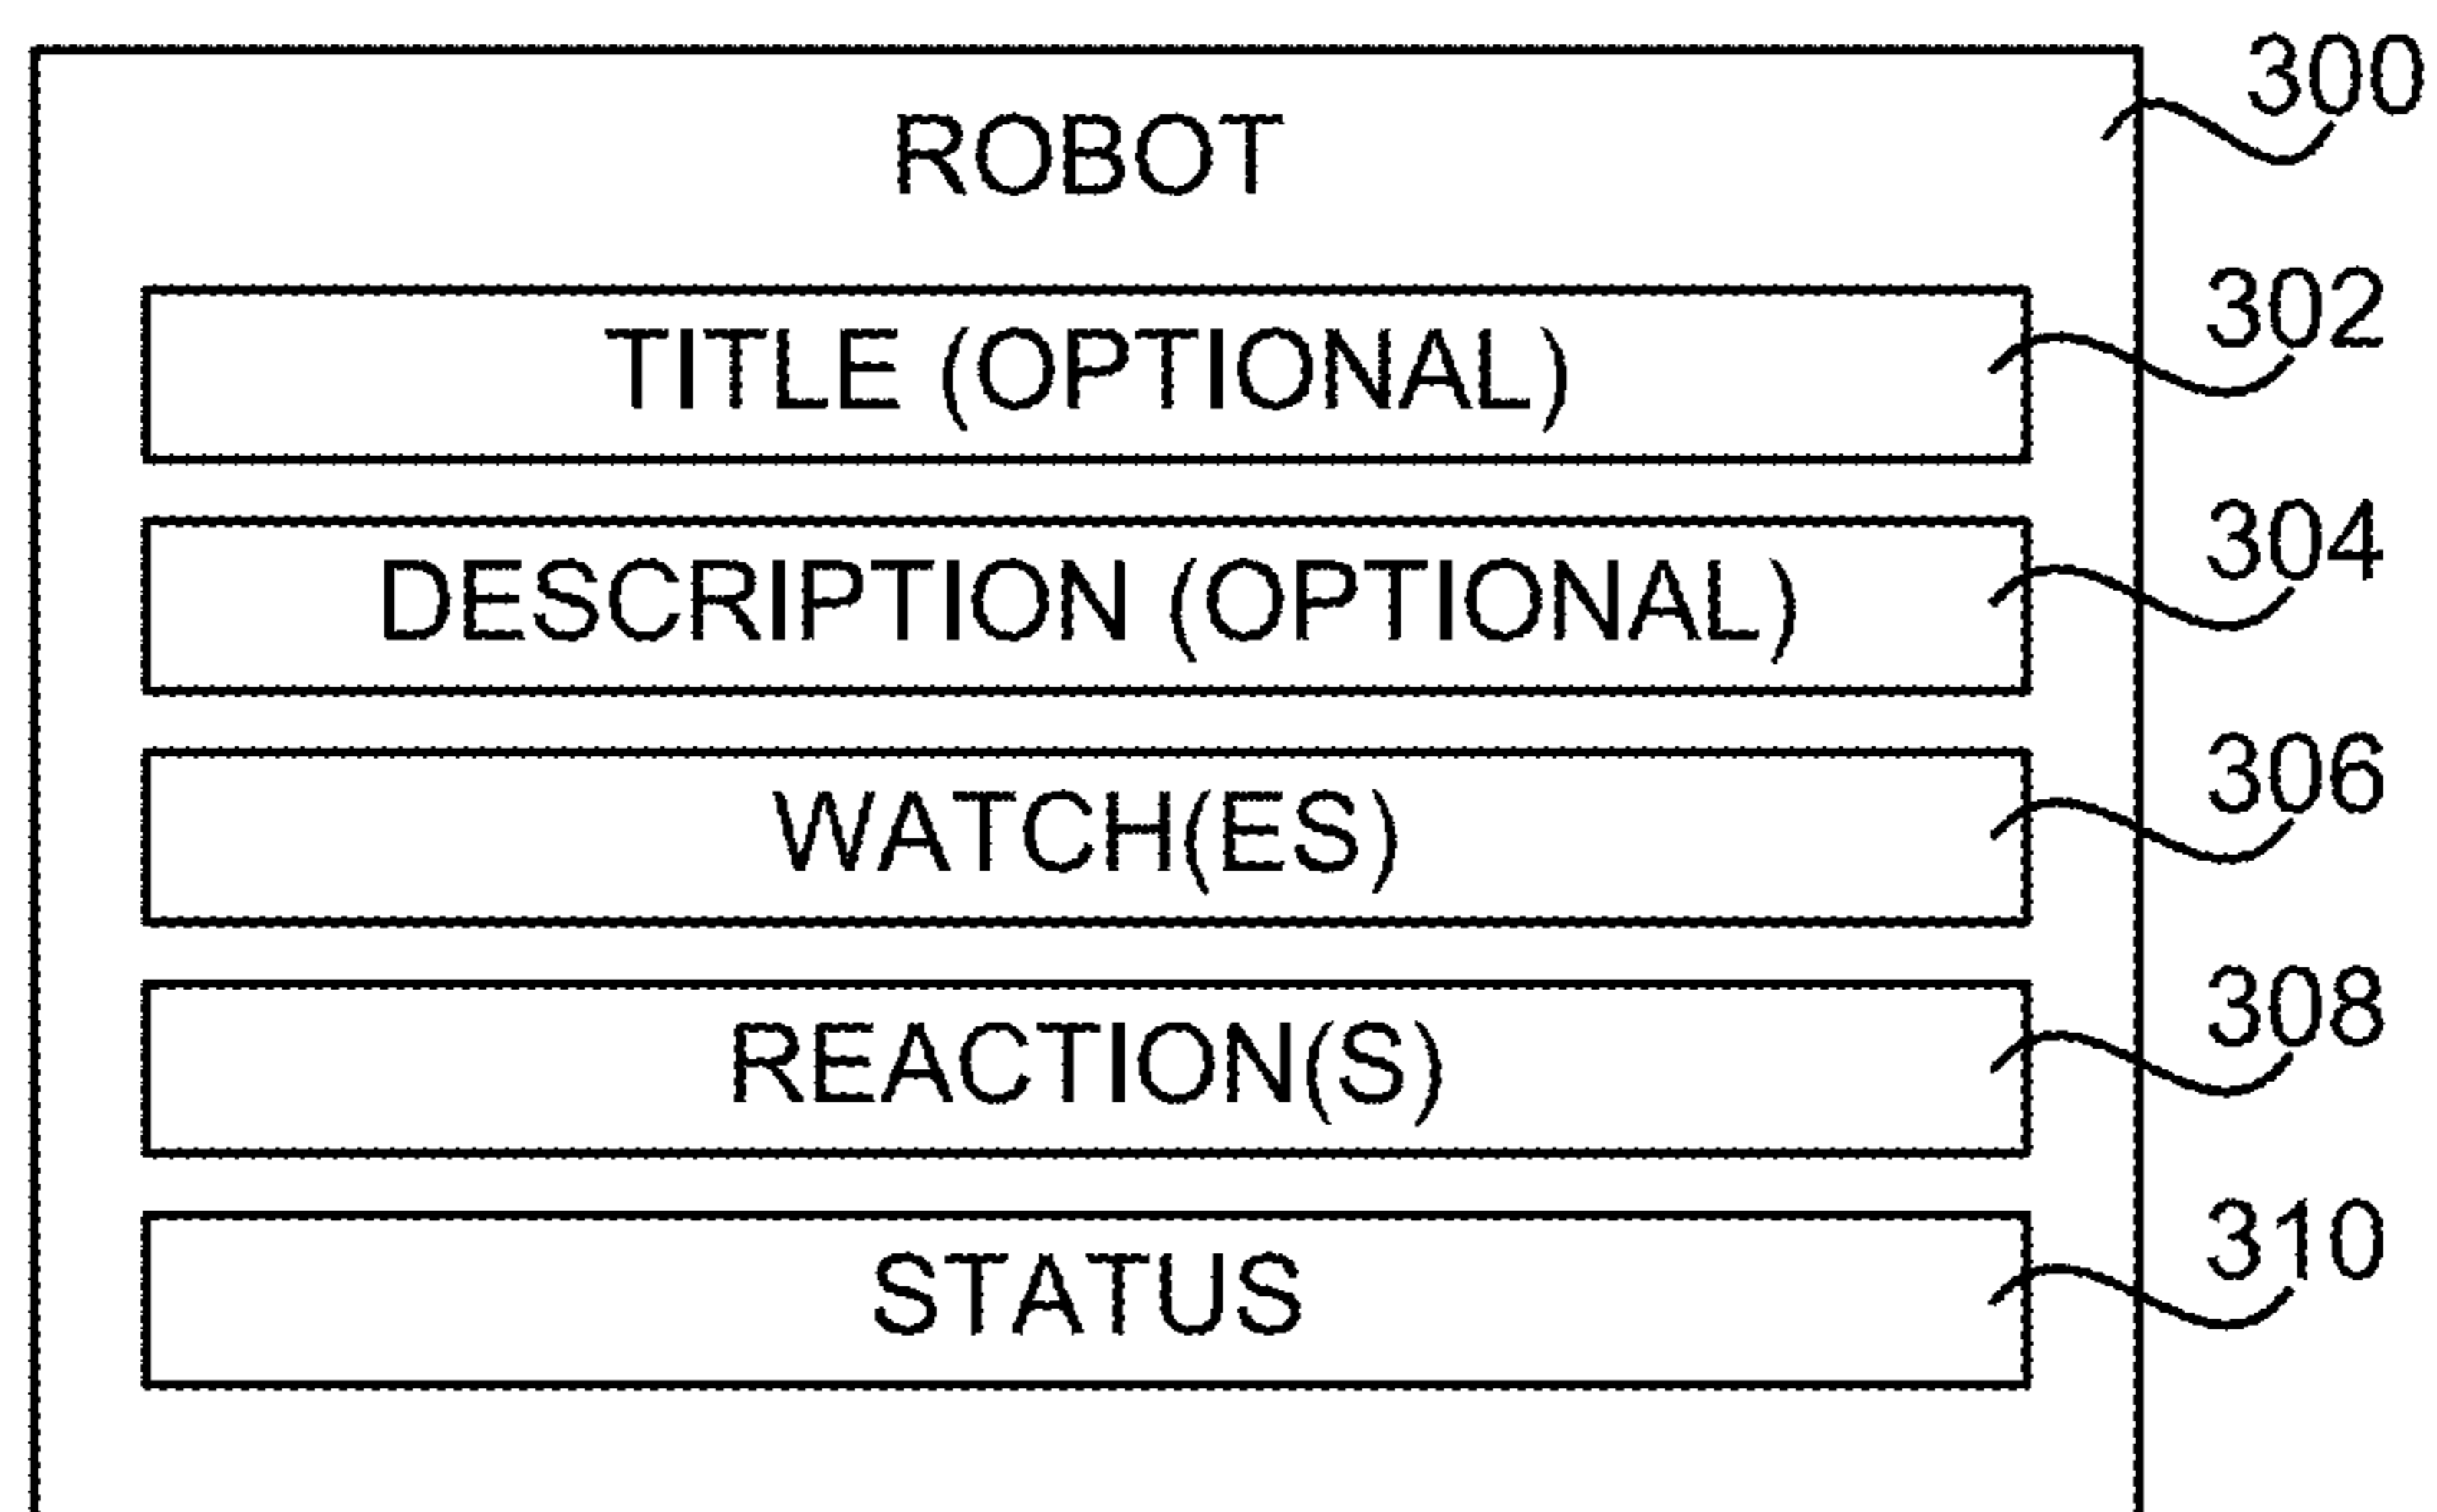 ROBOT 300
TITLE (OPTIONAL) 302
DESCRIPTION (OPTIONAL) 304
WATCH(ES) 306
REACTION(S) 308
STATUS 310